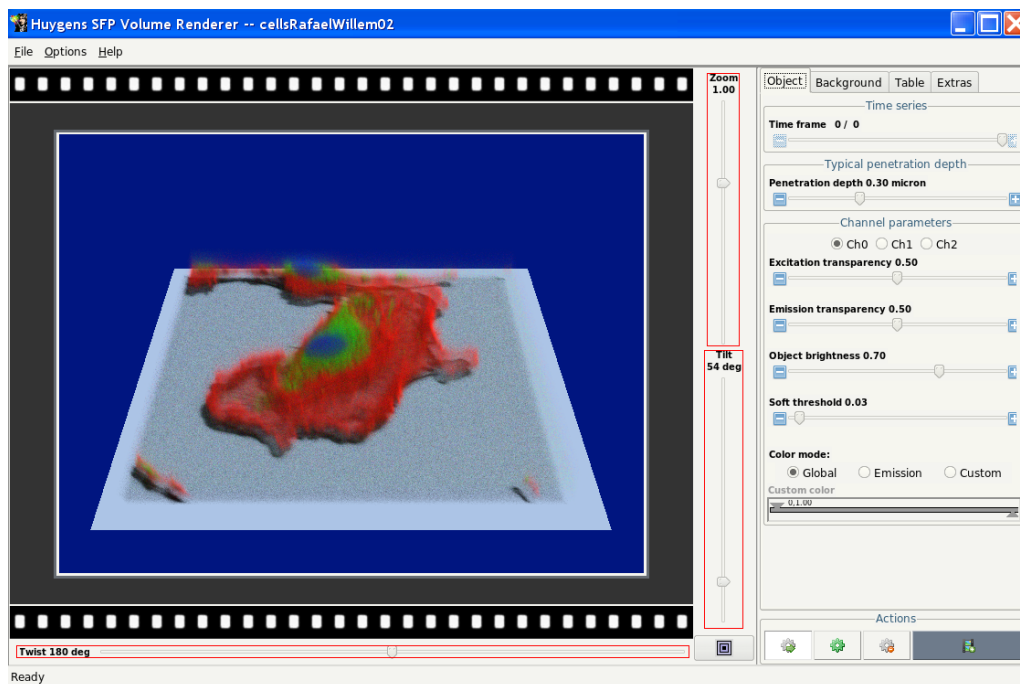 Huygens SFP Volume Renderer -- cellsRafaelWillem02
File Options Help
Zoom
1.00
Tilt
54 deg
Twist 180 deg
Object Background Table Extras
Time series
Time frame 0 / 0
Typical penetration depth
Penetration depth 0.30 micron
Channel parameters
Ch0 Ch1 Ch2
Excitation transparency 0.50
Emission transparency 0.50
Object brightness 0.70
Soft threshold 0.03
Color mode:
Global Emission Custom
Custom color
0,1.00
Actions
Ready